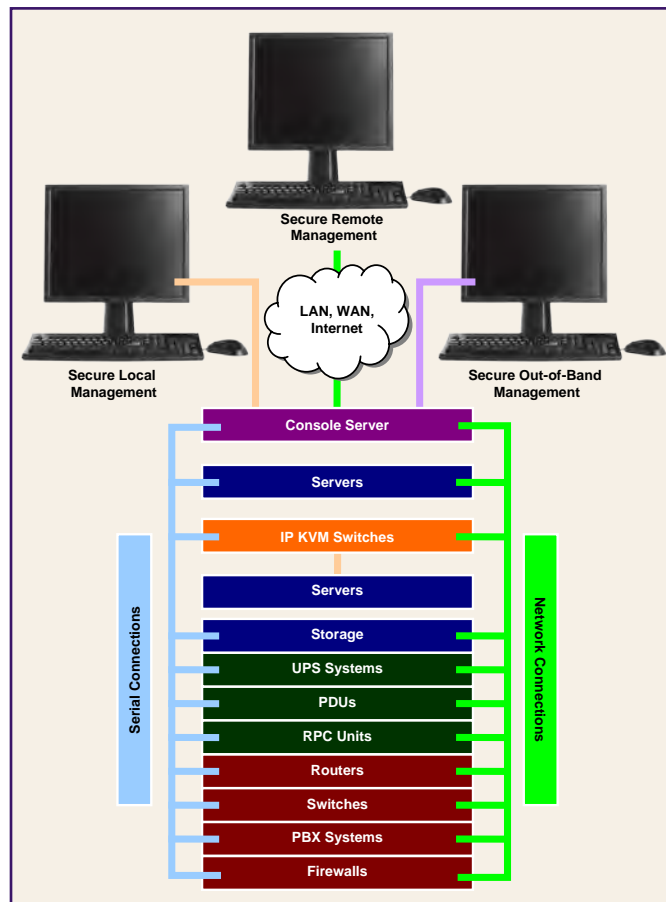 Secure Remote
Management
LAN, WAN,
Internet
Secure Local
Management
Secure Out-of-Band
Management
Console Server
Servers
IP KVM Switches
Servers
Storage
UPS Systems
PDUs
RPC Units
Routers
Switches
PBX Systems
Firewalls
Serial Connections
Network Connections